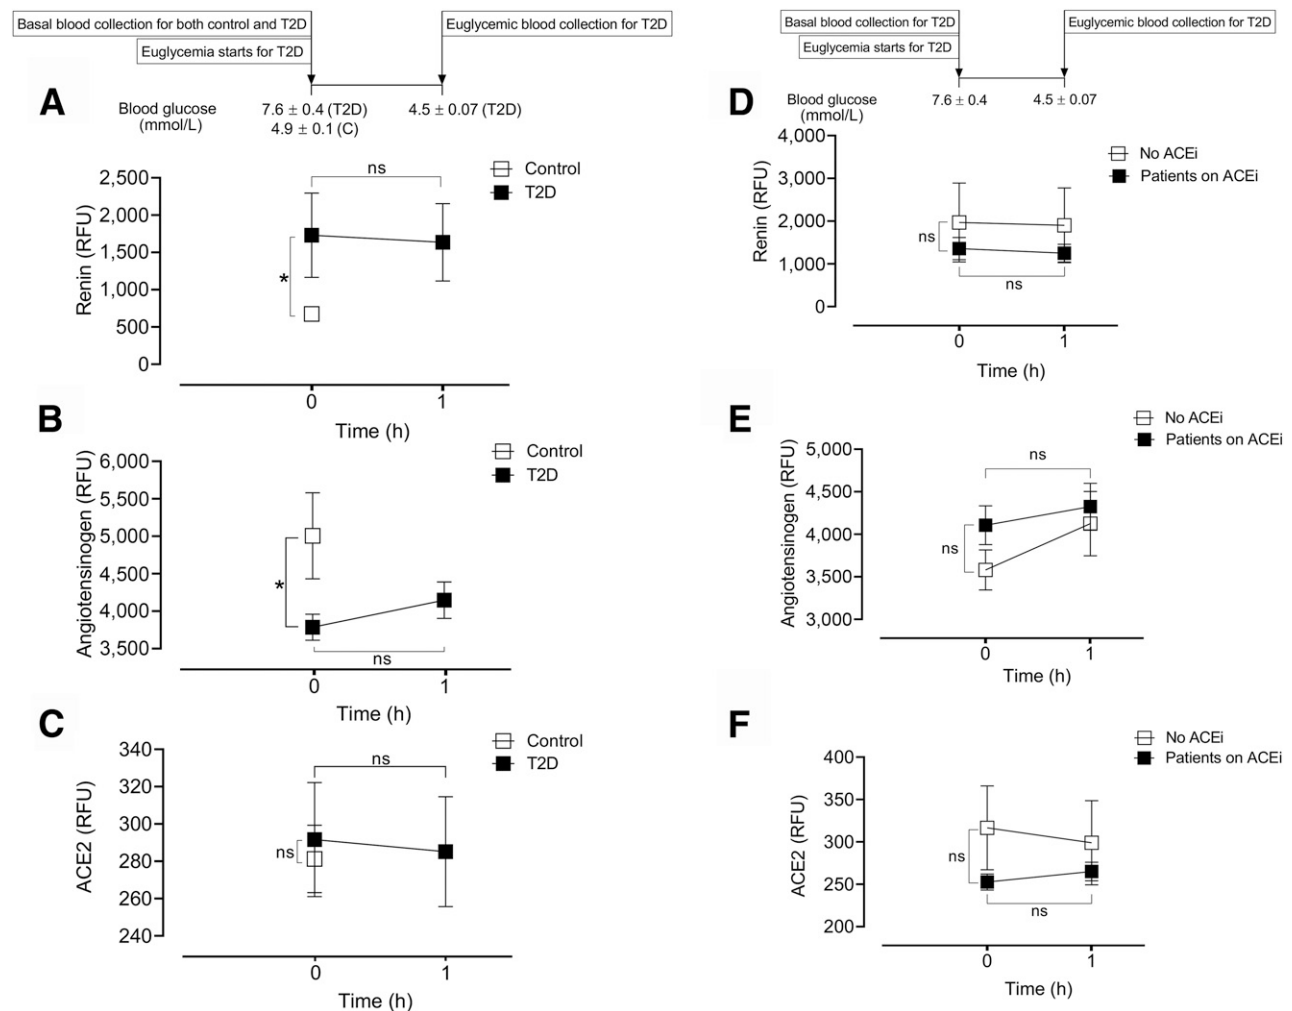 Basal blood collection for both control and T2D
Euglycemia starts for T2D
Euglycemic blood collection for T2D
A
Blood glucose
(mmol/L)
7.6 ± 0.4 (T2D)
4.9 ± 0.1 (C)
4.5 ± 0.07 (T2D)
Renin (RFU)
2,500
2,000
1,500
1,000
500
0
ns
*
Control
T2D
0
1
Time (h)
B
Angiotensinogen (RFU)
6,000
5,500
5,000
4,500
4,000
3,500
*
ns
Control
T2D
0
1
Time (h)
C
ACE2 (RFU)
340
320
300
280
260
240
ns
ns
Control
T2D
0
1
Time (h)
Basal blood collection for T2D
Euglycemia starts for T2D
Euglycemic blood collection for T2D
D
Blood glucose
(mmol/L)
7.6 ± 0.4
4.5 ± 0.07
Renin (RFU)
4,000
3,000
2,000
1,000
0
ns
ns
No ACEi
Patients on ACEi
0
1
Time (h)
E
Angiotensinogen (RFU)
5,000
4,500
4,000
3,500
3,000
ns
ns
No ACEi
Patients on ACEi
0
1
Time (h)
F
ACE2 (RFU)
400
350
300
250
200
ns
ns
No ACEi
Patients on ACEi
0
1
Time (h)